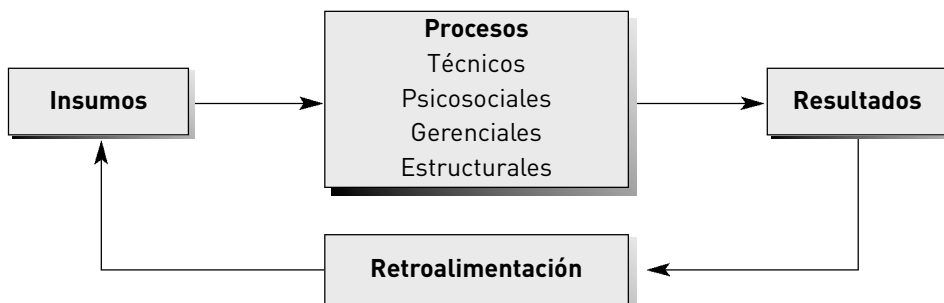 Insumos
Procesos
Técnicos
Psicosociales
Gerenciales
Estructurales
Resultados
Retroalimentación